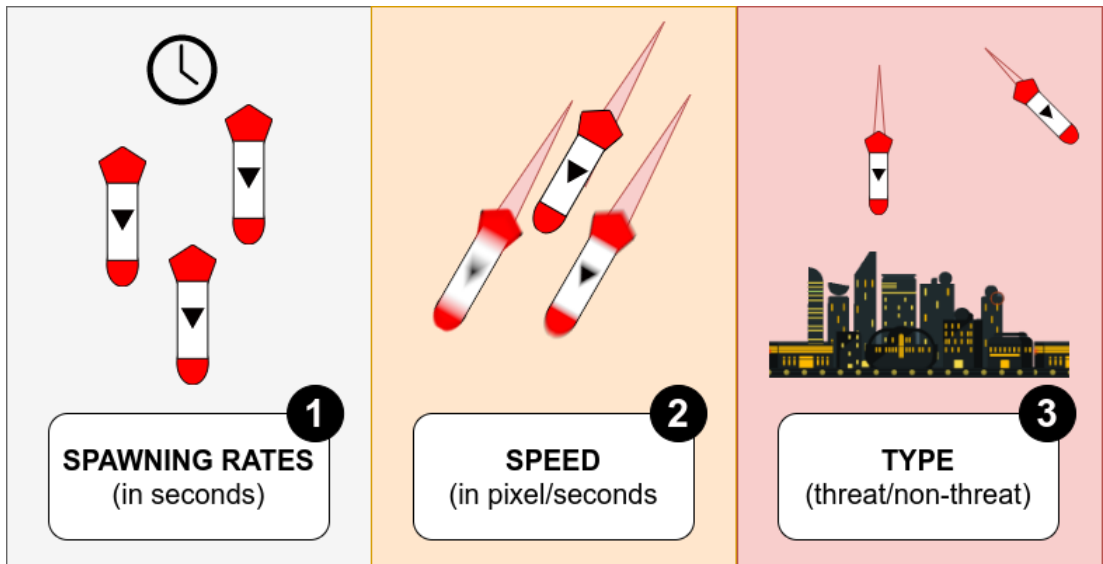 1
SPAWNING RATES
(in seconds)
2
SPEED
(in pixel/seconds
3
TYPE
(threat/non-threat)